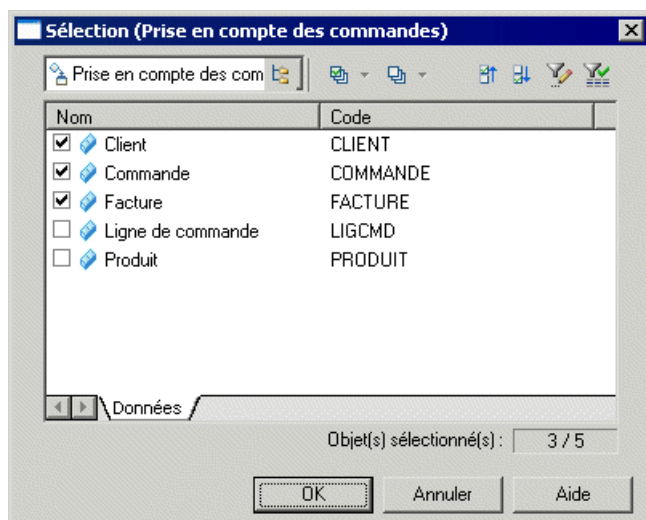 Sélection (Prise en compte des commandes)
Prise en compte des com
Nom Code
Client CLIENT
Commande COMMANDE
Facture FACTURE
Ligne de commande LIGCMD
Produit PRODUIT
Données
Objet(s) sélectionné(s) : 3 / 5
OK Annuler Aide